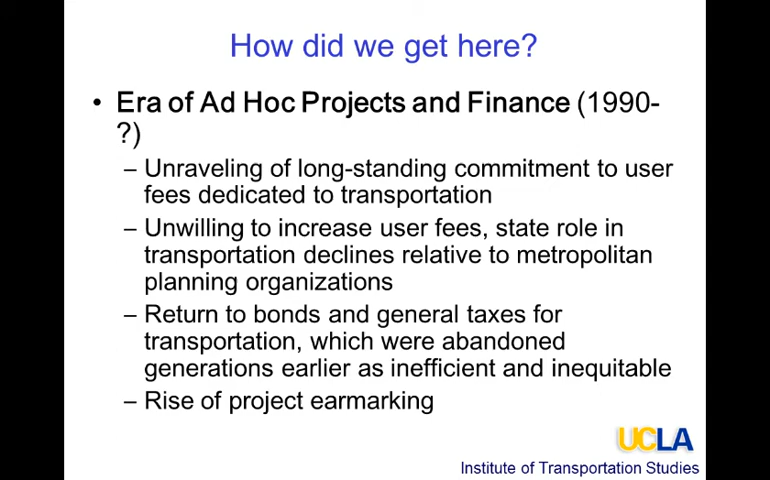 How did we get here?
• Era of Ad Hoc Projects and Finance (1990-
?)
– Unraveling of long-standing commitment to user
fees dedicated to transportation
– Unwilling to increase user fees, state role in
transportation declines relative to metropolitan
planning organizations
– Return to bonds and general taxes for
transportation, which were abandoned
generations earlier as inefficient and inequitable
– Rise of project earmarking
UCLA
Institute of Transportation Studies